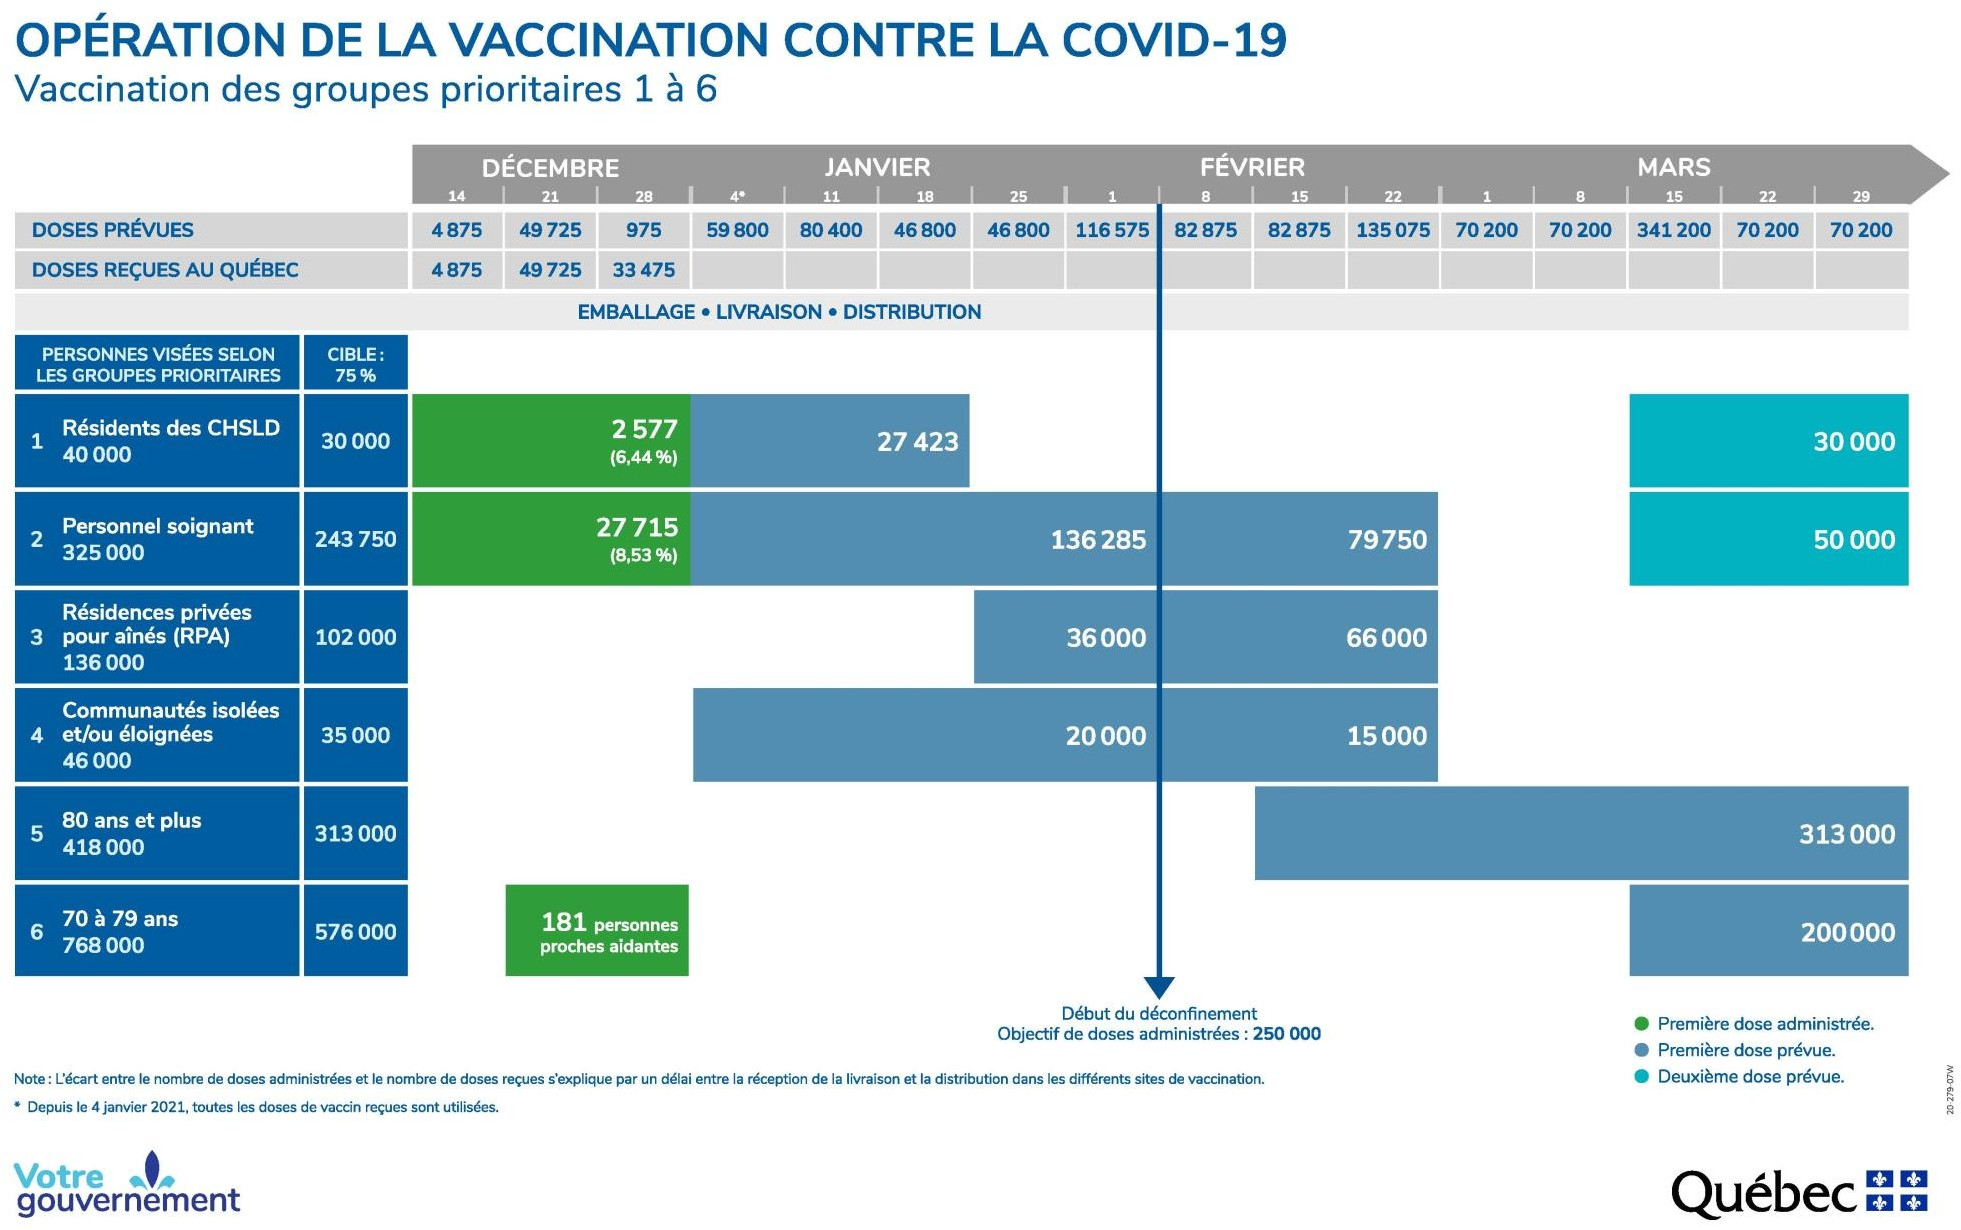 OPÉRATION DE LA VACCINATION CONTRE LA COVID-19
Vaccination des groupes prioritaires 1 à 6
DÉCEMBRE JANVIER FÉVRIER MARS
14 21 28 4* 11 18 25 1 8 15 22 1 8 15 22 29
DOSES PRÉVUES 4 875 49 725 975 59 800 80 400 46 800 46 800 116 575 82 875 82 875 135 075 70 200 70 200 341 200 70 200 70 200
DOSES REÇUES AU QUÉBEC 4 875 49 725 33 475
EMBALLAGE • LIVRAISON • DISTRIBUTION
PERSONNES VISÉES SELON
LES GROUPES PRIORITAIRES
CIBLE :
75 %
1 Résidents des CHSLD
40 000
30 000
2 577
(6,44 %)
27 423
30 000
2 Personnel soignant
325 000
243 750
27 715
(8,53 %)
136 285
79 750
50 000
3 Résidences privées
pour aînés (RPA)
136 000
102 000
36 000
66 000
4 Communautés isolées
et/ou éloignées
46 000
35 000
20 000
15 000
5 80 ans et plus
418 000
313 000
313 000
6 70 à 79 ans
768 000
576 000
181 personnes
proches aidantes
200 000
Début du déconfinement
Objectif de doses administrées : 250 000
Première dose administrée.
Première dose prévue.
Deuxième dose prévue.
Note : L'écart entre le nombre de doses administrées et le nombre de doses reçues s'explique par un délai entre la réception de la livraison et la distribution dans les différents sites de vaccination.
* Depuis le 4 janvier 2021, toutes les doses de vaccin reçues sont utilisées.
20-279-07W
Votre
gouvernement
Québec